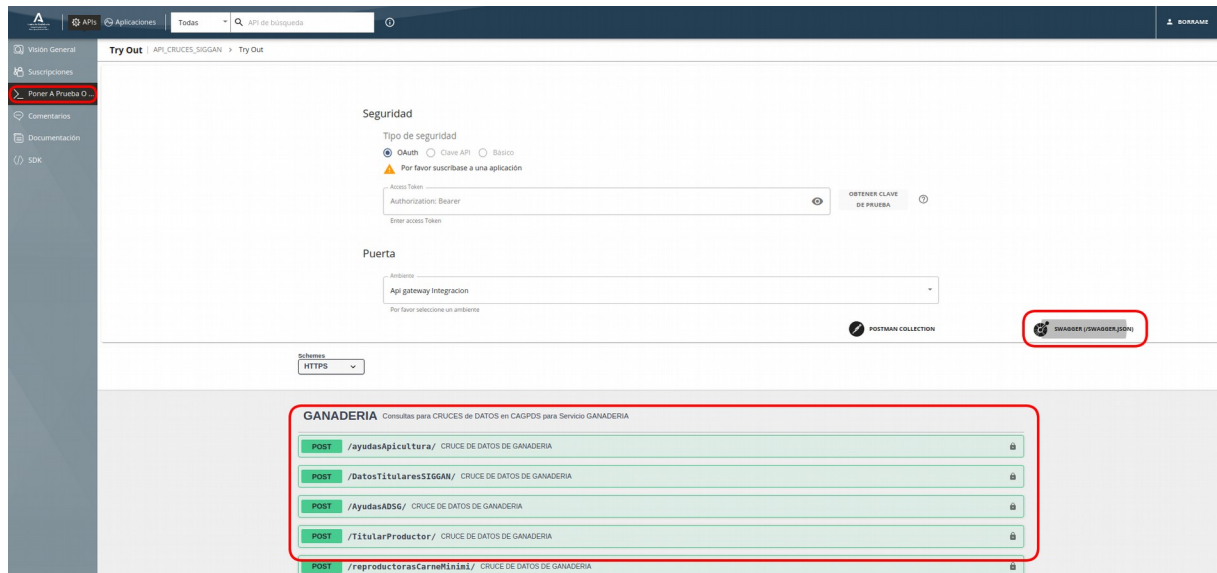 APIs
Aplicaciones
Todas
API de búsqueda
BORRAME
Visión General
Try Out | API_CRUCES_SIGGAN > Try Out
Suscripciones
Poner A Prueba O ...
Comentarios
Documentación
SDK
Seguridad
Tipo de seguridad
OAuth Clave API Básico
Por favor suscríbase a una aplicación
Access Token
Authorization: Bearer
OBTENER CLAVE
DE PRUEBA
Enter access Token
Puerta
Ambiente
Api gateway Integracion
Por favor seleccione un ambiente
POSTMAN COLLECTION
SWAGGER (/SWAGGER.JSON)
Schemes
HTTPS
GANADERIA Consultas para CRUCES de DATOS en CAGPDS para Servicio GANADERIA
POST /ayudasApicultura/ CRUCE DE DATOS DE GANADERIA
POST /DatosTitularesSIGGAN/ CRUCE DE DATOS DE GANADERIA
POST /AyudasADSG/ CRUCE DE DATOS DE GANADERIA
POST /TitularProductor/ CRUCE DE DATOS DE GANADERIA
POST /reproductorasCarneMinimi/ CRUCE DE DATOS DE GANADERIA